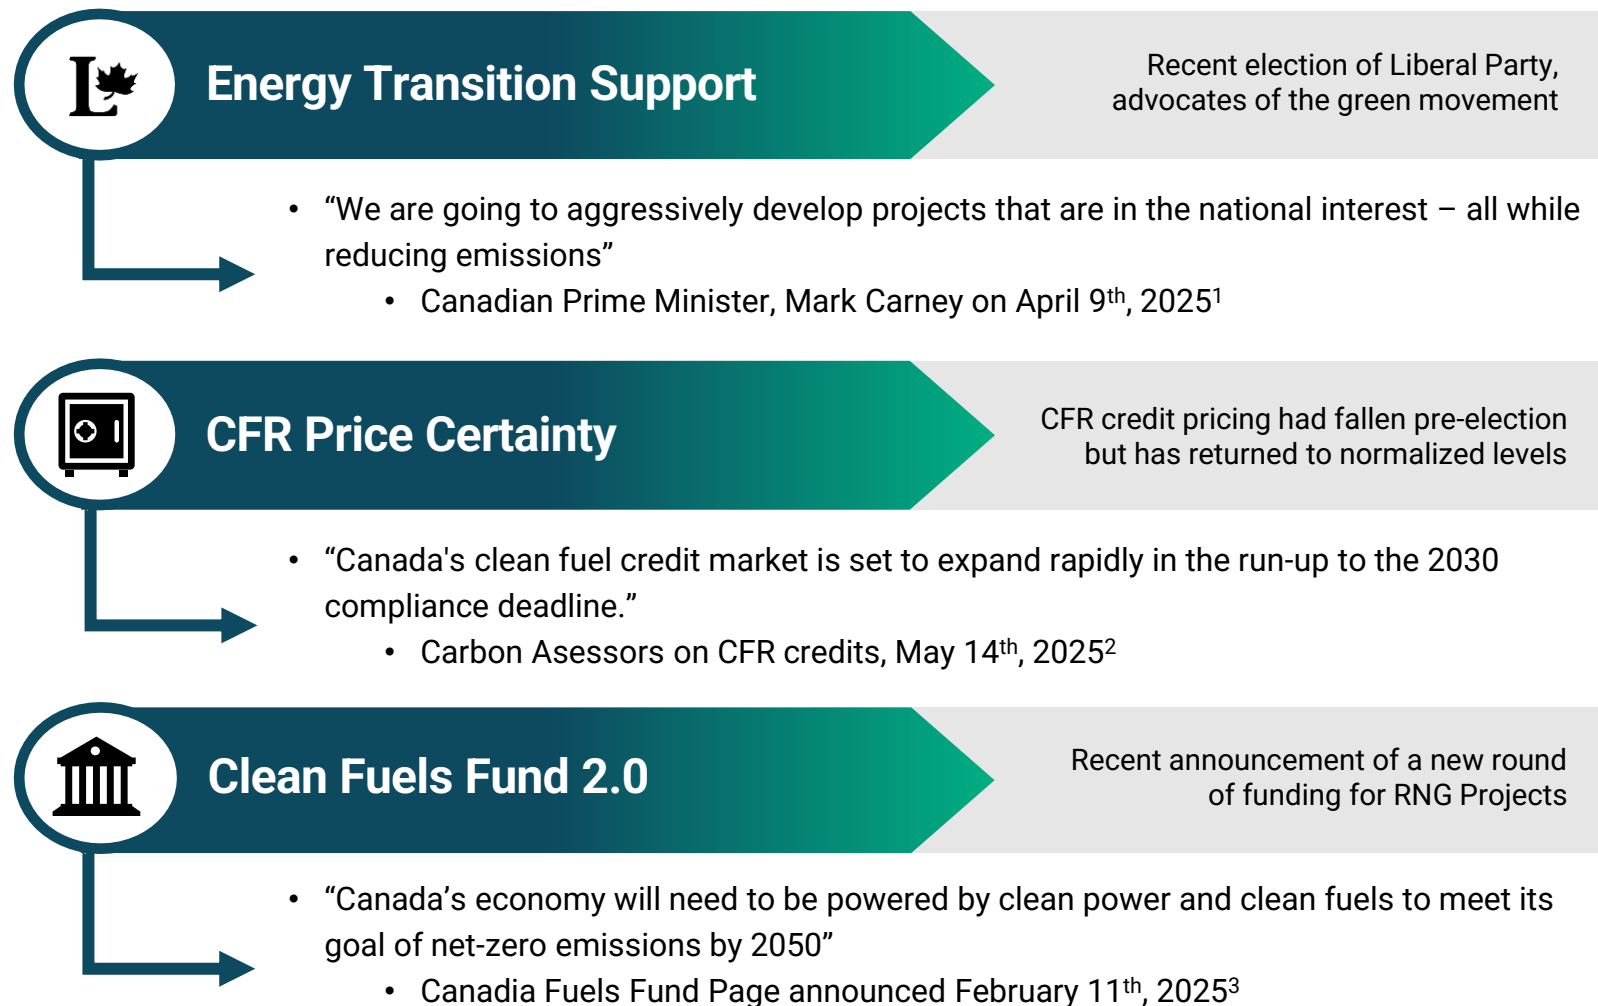 L
Energy Transition Support
Recent election of Liberal Party,
advocates of the green movement
• “We are going to aggressively develop projects that are in the national interest – all while
reducing emissions”
• Canadian Prime Minister, Mark Carney on April 9th, 2025¹
CFR Price Certainty
CFR credit pricing had fallen pre-election
but has returned to normalized levels
• “Canada's clean fuel credit market is set to expand rapidly in the run-up to the 2030
compliance deadline.”
• Carbon Asessors on CFR credits, May 14th, 2025²
Clean Fuels Fund 2.0
Recent announcement of a new round
of funding for RNG Projects
• “Canada’s economy will need to be powered by clean power and clean fuels to meet its
goal of net-zero emissions by 2050”
• Canadia Fuels Fund Page announced February 11th, 2025³